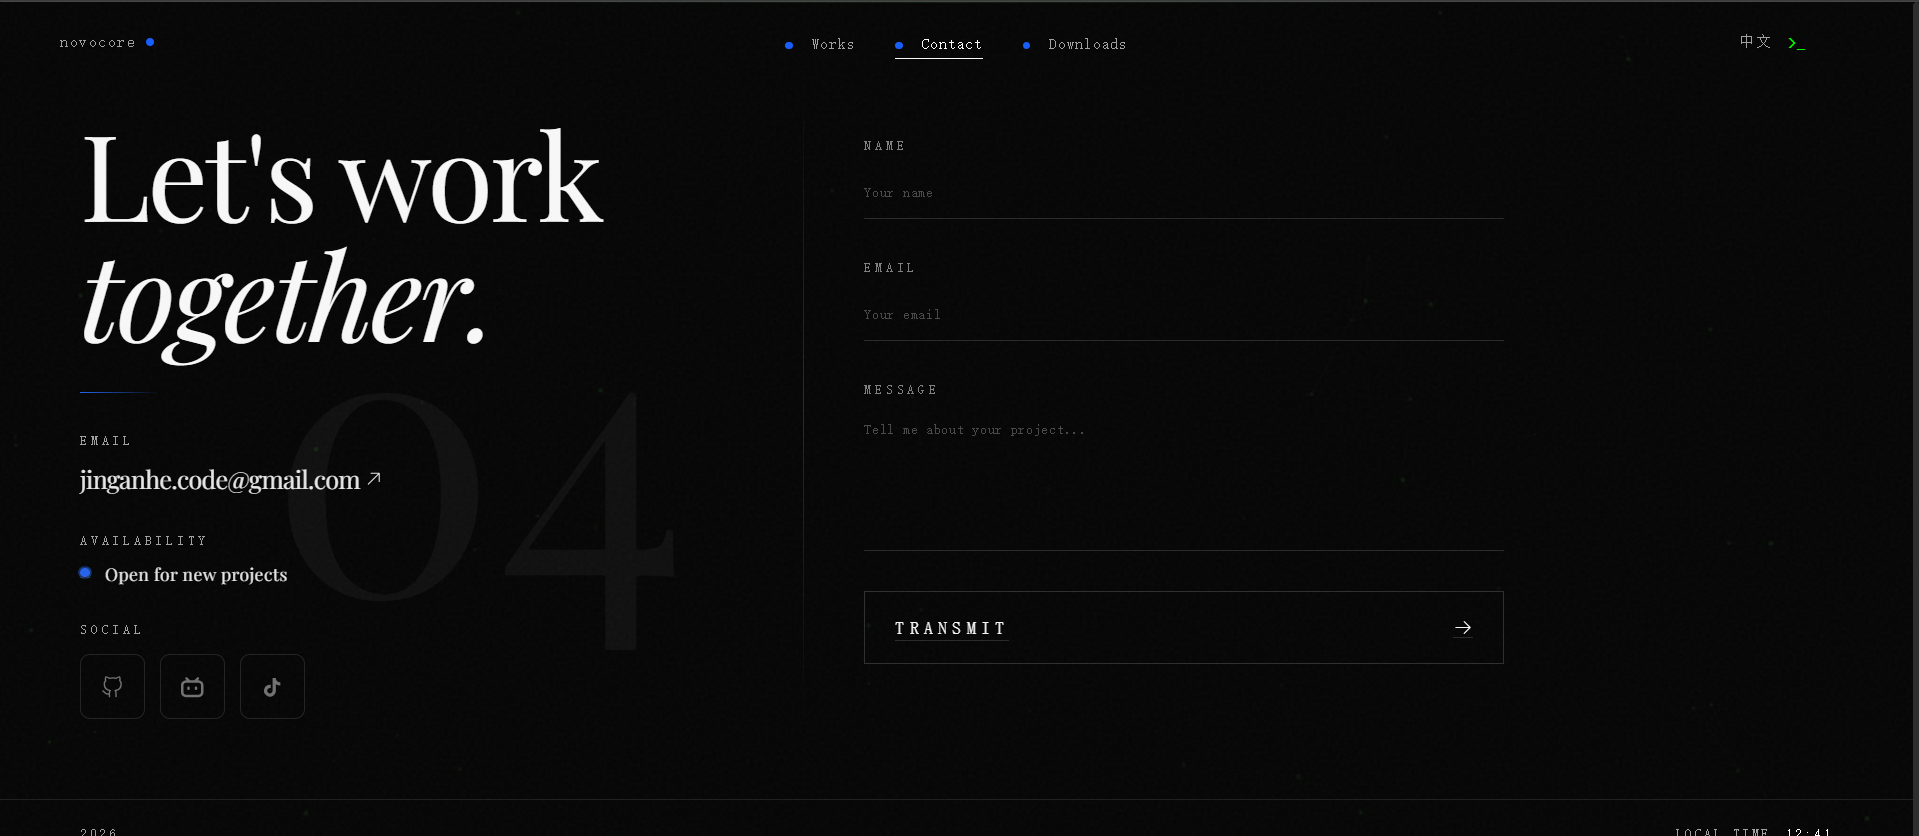 novocore
Works
Contact
Downloads
中文
>_
Let's work
together.
04
EMAIL
jinganhe.code@gmail.com
AVAILABILITY
Open for new projects
SOCIAL
NAME
Your name
EMAIL
Your email
MESSAGE
Tell me about your project...
TRANSMIT
2026
LOCAL TIME 12:41